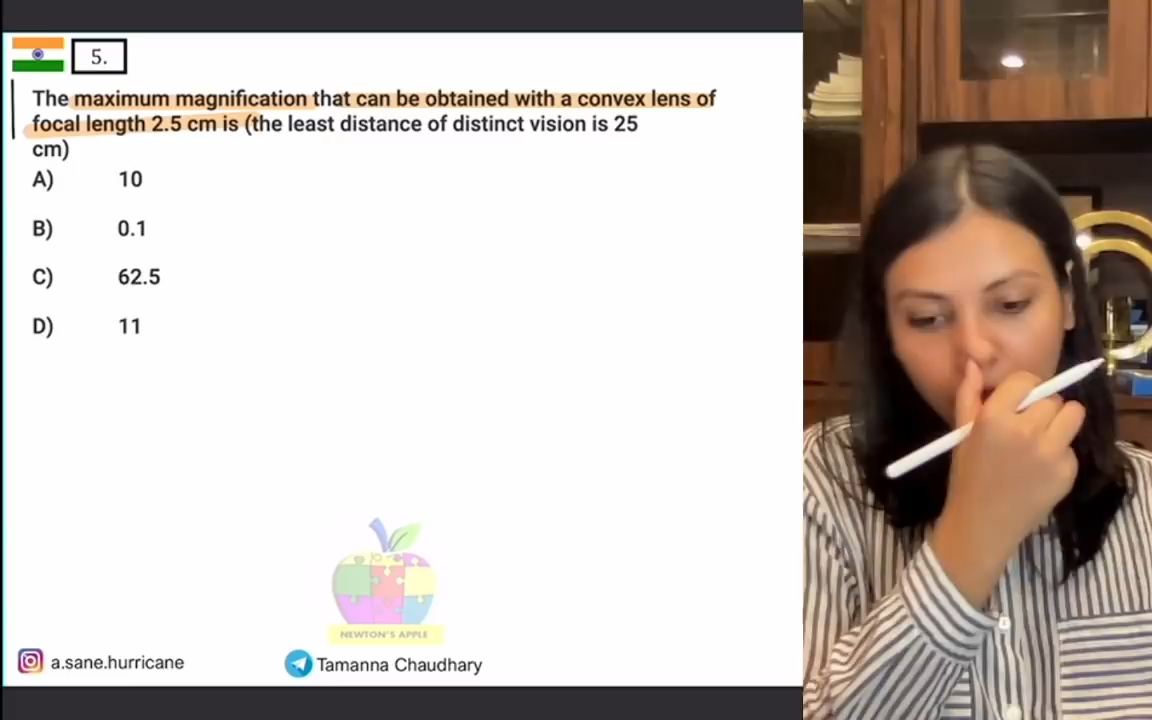 5.
The maximum magnification that can be obtained with a convex lens of
focal length 2.5 cm is (the least distance of distinct vision is 25
cm)
A) 10
B) 0.1
C) 62.5
D) 11
NEWTON'S APPLE
a.sane.hurricane
Tamanna Chaudhary